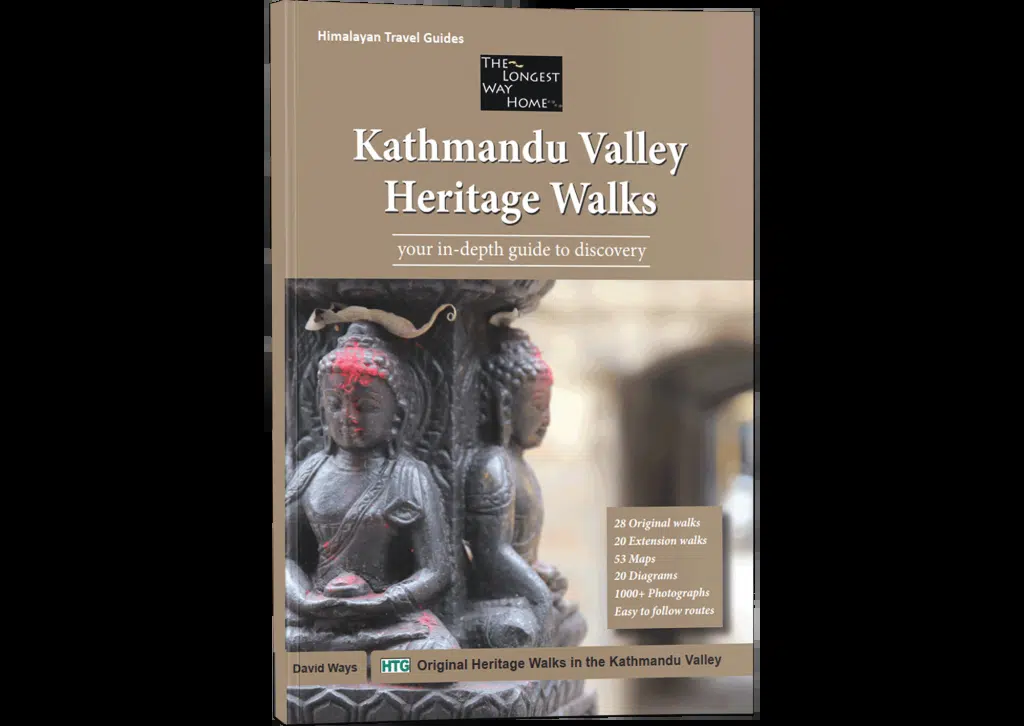 Himalayan Travel Guides
THE
LONGEST
WAY
HOME
Kathmandu Valley
Heritage Walks
your in-depth guide to discovery
28 Original walks
20 Extension walks
53 Maps
20 Diagrams
1000+ Photographs
Easy to follow routes
David Ways
HTG Original Heritage Walks in the Kathmandu Valley